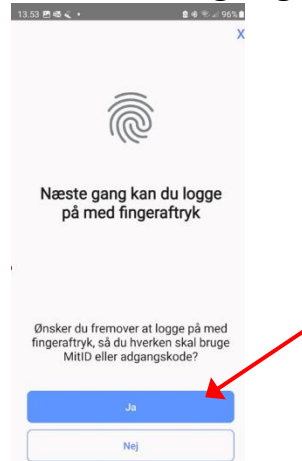 13.53
96%
X
Næste gang kan du logge
på med fingeraftryk
Ønsker du fremover at logge på med
fingeraftryk, så du hverken skal bruge
MitID eller adgangskode?
Ja
Nej